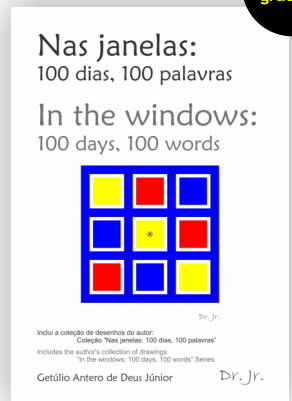 Nas janelas:
100 dias, 100 palavras
In the windows:
100 days, 100 words
Dr. Jr.
Inclui a coleção de desenhos do autor:
Coleção "Nas janelas: 100 dias, 100 palavras"
Includes the author's collection of drawings:
"In the windows: 100 days, 100 words" Series
Getúlio Antero de Deus Júnior
Dr. Jr.